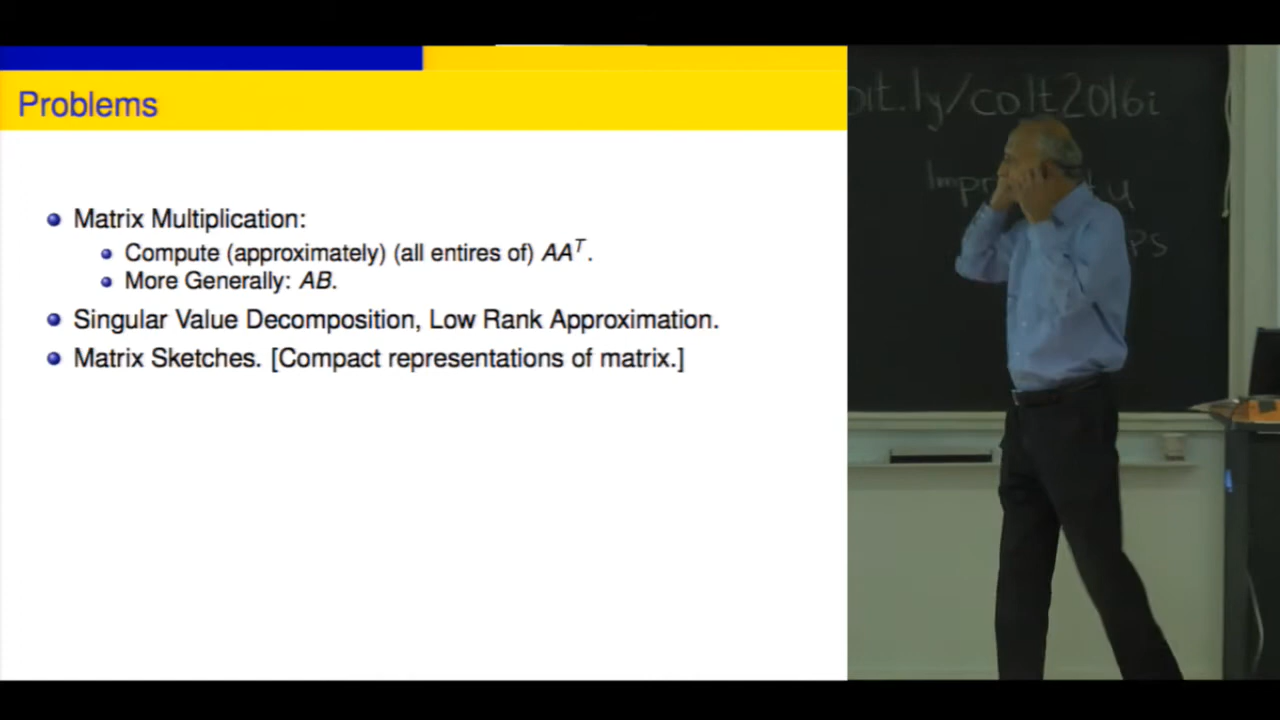 Problems
Matrix Multiplication:
Compute (approximately) (all entires of) AAᵀ.
More Generally: AB.
Singular Value Decomposition, Low Rank Approximation.
Matrix Sketches. [Compact representations of matrix.]
bit.ly/colt2016i